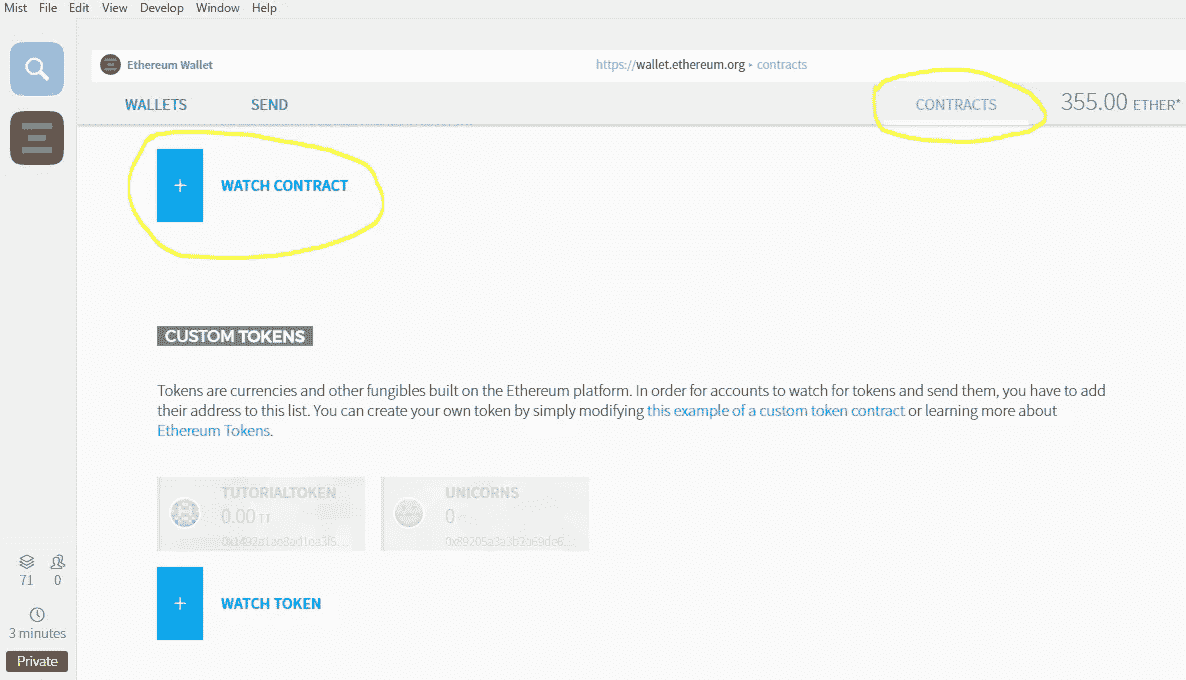 Mist File Edit View Develop Window Help
Ethereum Wallet https://wallet.ethereum.org ▸ contracts
WALLETS SEND CONTRACTS 355.00 ETHER*
+ WATCH CONTRACT
CUSTOM TOKENS
Tokens are currencies and other fungibles built on the Ethereum platform. In order for accounts to watch for tokens and send them, you have to add
their address to this list. You can create your own token by simply modifying this example of a custom token contract or learning more about
Ethereum Tokens.
TUTORIALTOKEN UNICORNS
0.00 TT 0
71 0
+ WATCH TOKEN
3 minutes
Private